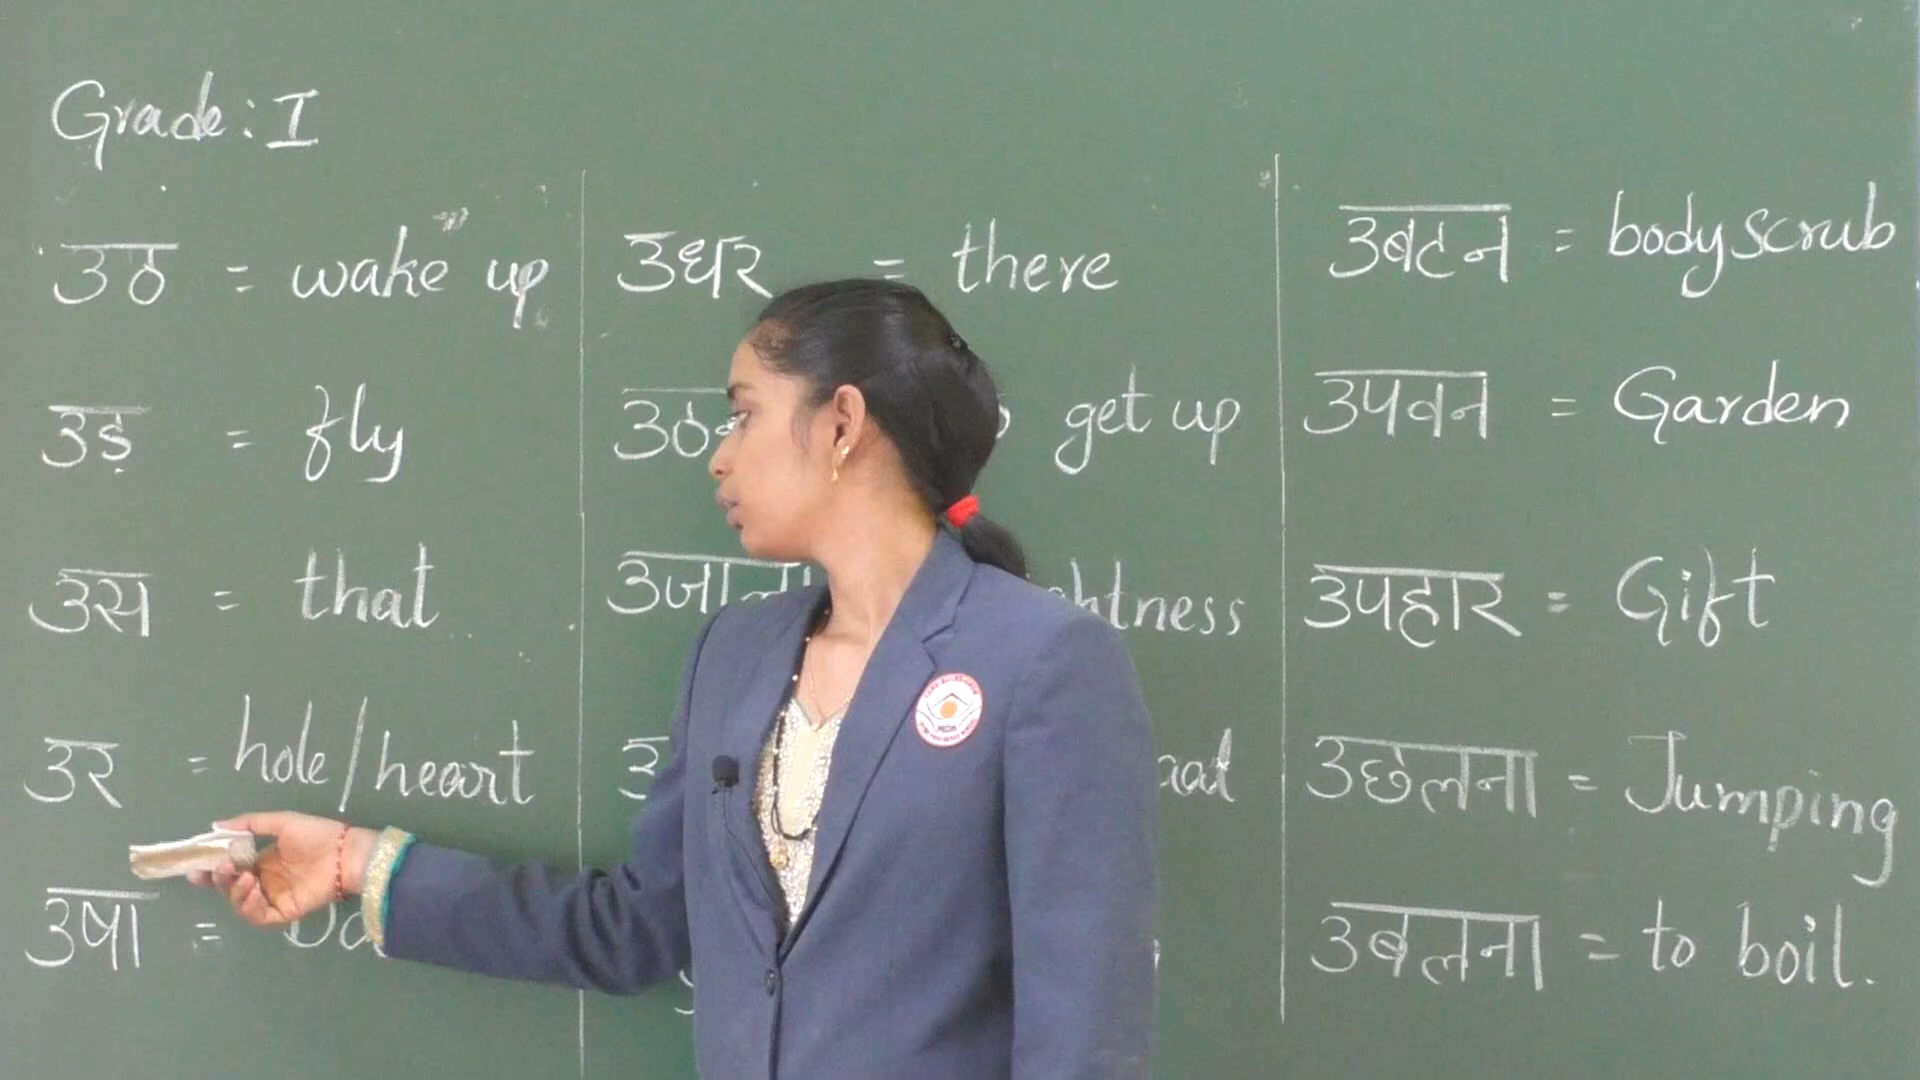 Grade: I
उठ = wake up
उड़ = fly
उस = that
उर = hole/heart
उषा =
उधर = there
get up
उजाला
उबटन = body scrub
उपवन = Garden
उपहार = Gift
उछलना = Jumping
उबलना = to boil.